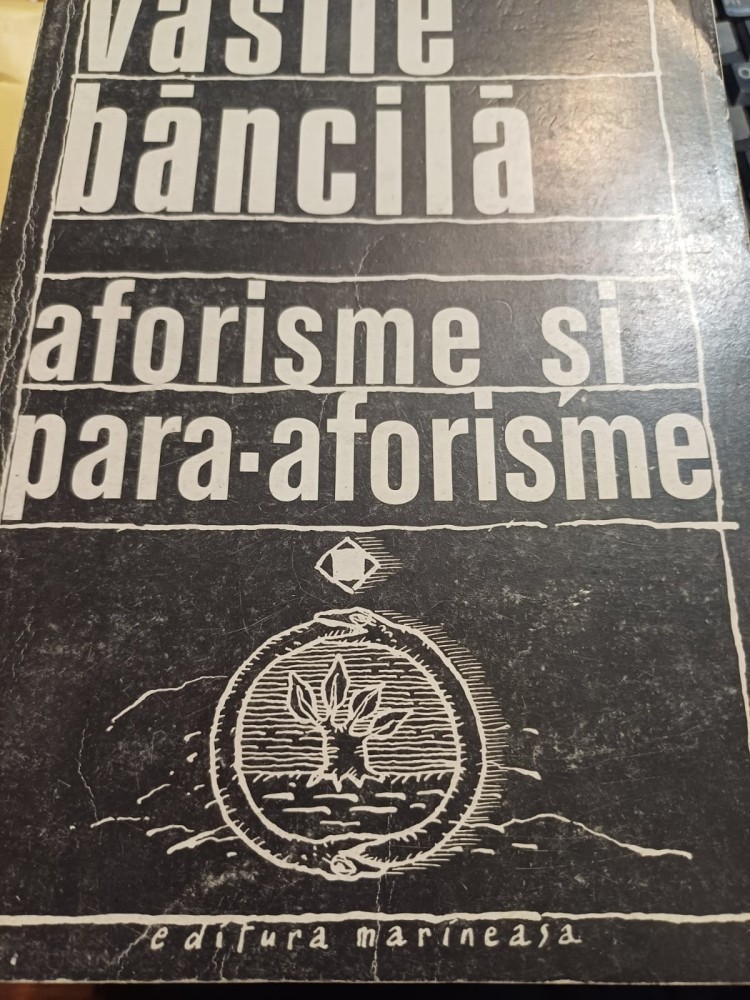 vasile
băncilă
aforisme și
para-aforisme
editura marineasa